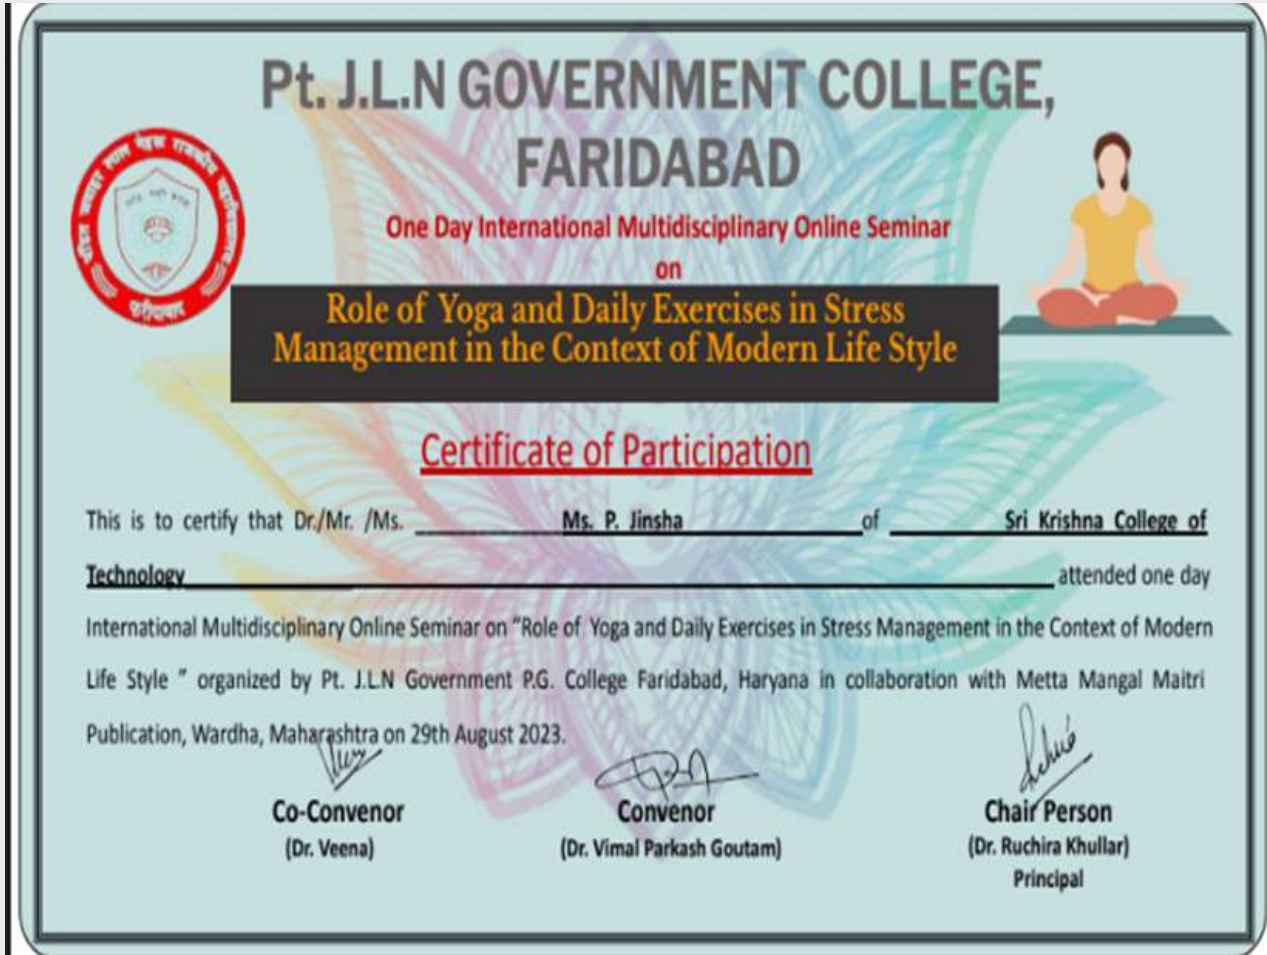 Pt. J.L.N GOVERNMENT COLLEGE,
FARIDABAD
One Day International Multidisciplinary Online Seminar
on
Role of Yoga and Daily Exercises in Stress
Management in the Context of Modern Life Style
फरीदाबाद
Certificate of Participation
This is to certify that Dr./Mr. /Ms. Ms. P. Jinsha of Sri Krishna College of
Technology attended one day
International Multidisciplinary Online Seminar on "Role of Yoga and Daily Exercises in Stress Management in the Context of Modern
Life Style " organized by Pt. J.L.N Government P.G. College Faridabad, Haryana in collaboration with Metta Mangal Maitri
Publication, Wardha, Maharashtra on 29th August 2023.
Co-Convenor
(Dr. Veena)
Convenor
(Dr. Vimal Parkash Goutam)
Chair Person
(Dr. Ruchira Khullar)
Principal